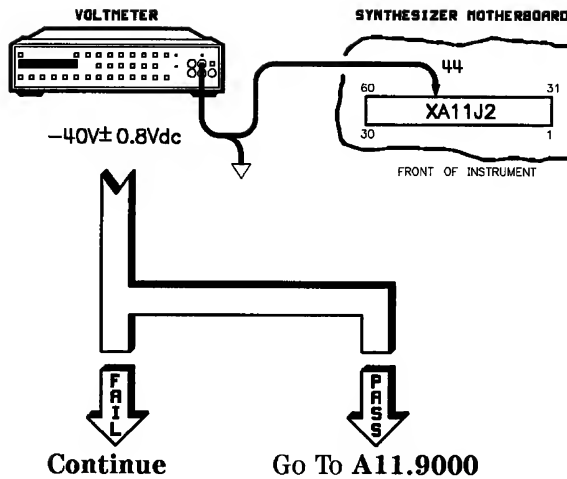 VOLTMETER
SYNTHESIZER MOTHERBOARD
44
60
31
XA11J2
30
1
-40V± 0.8Vdc
FRONT OF INSTRUMENT
FAIL
PASS
Continue
Go To A11.9000